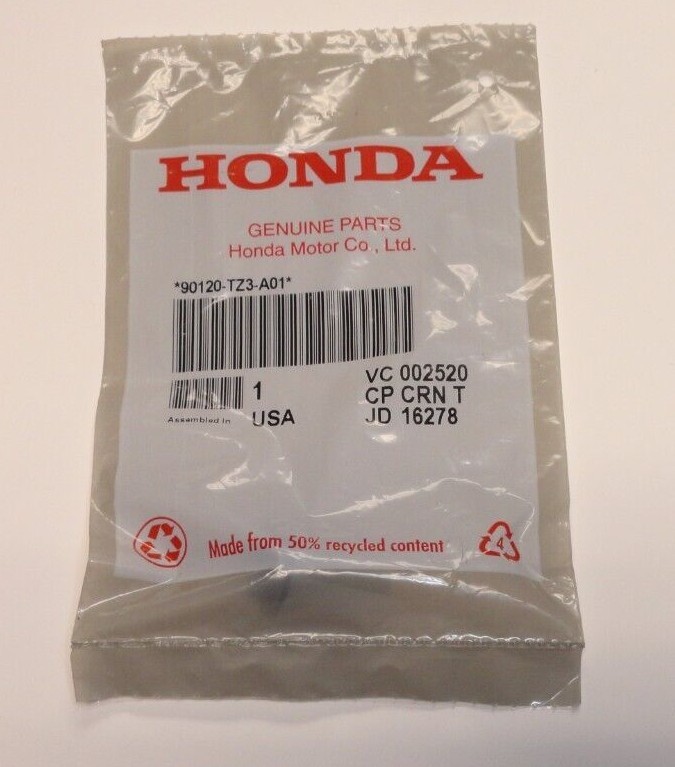 HONDA
GENUINE PARTS
Honda Motor Co., Ltd.
*90120-TZ3-A01*
1
Assembled In USA
VC 002520
CP CRN T
JD 16278
Made from 50% recycled content
4